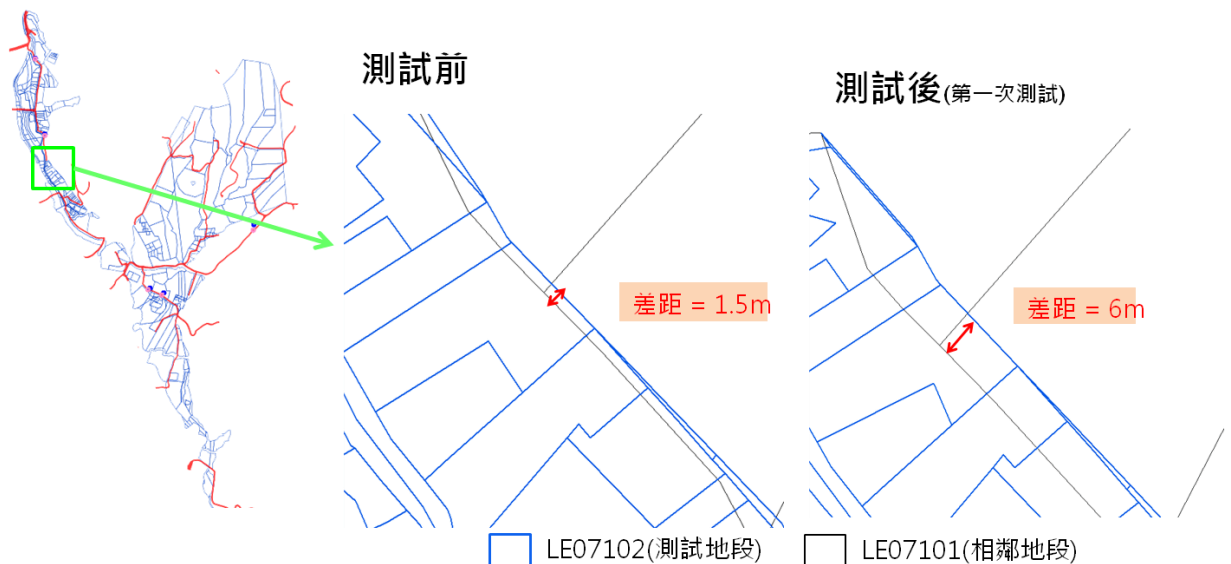 測試前
測試後(第一次測試)
差距 = 1.5m
差距 = 6m
LE07102(測試地段)
LE07101(相鄰地段)